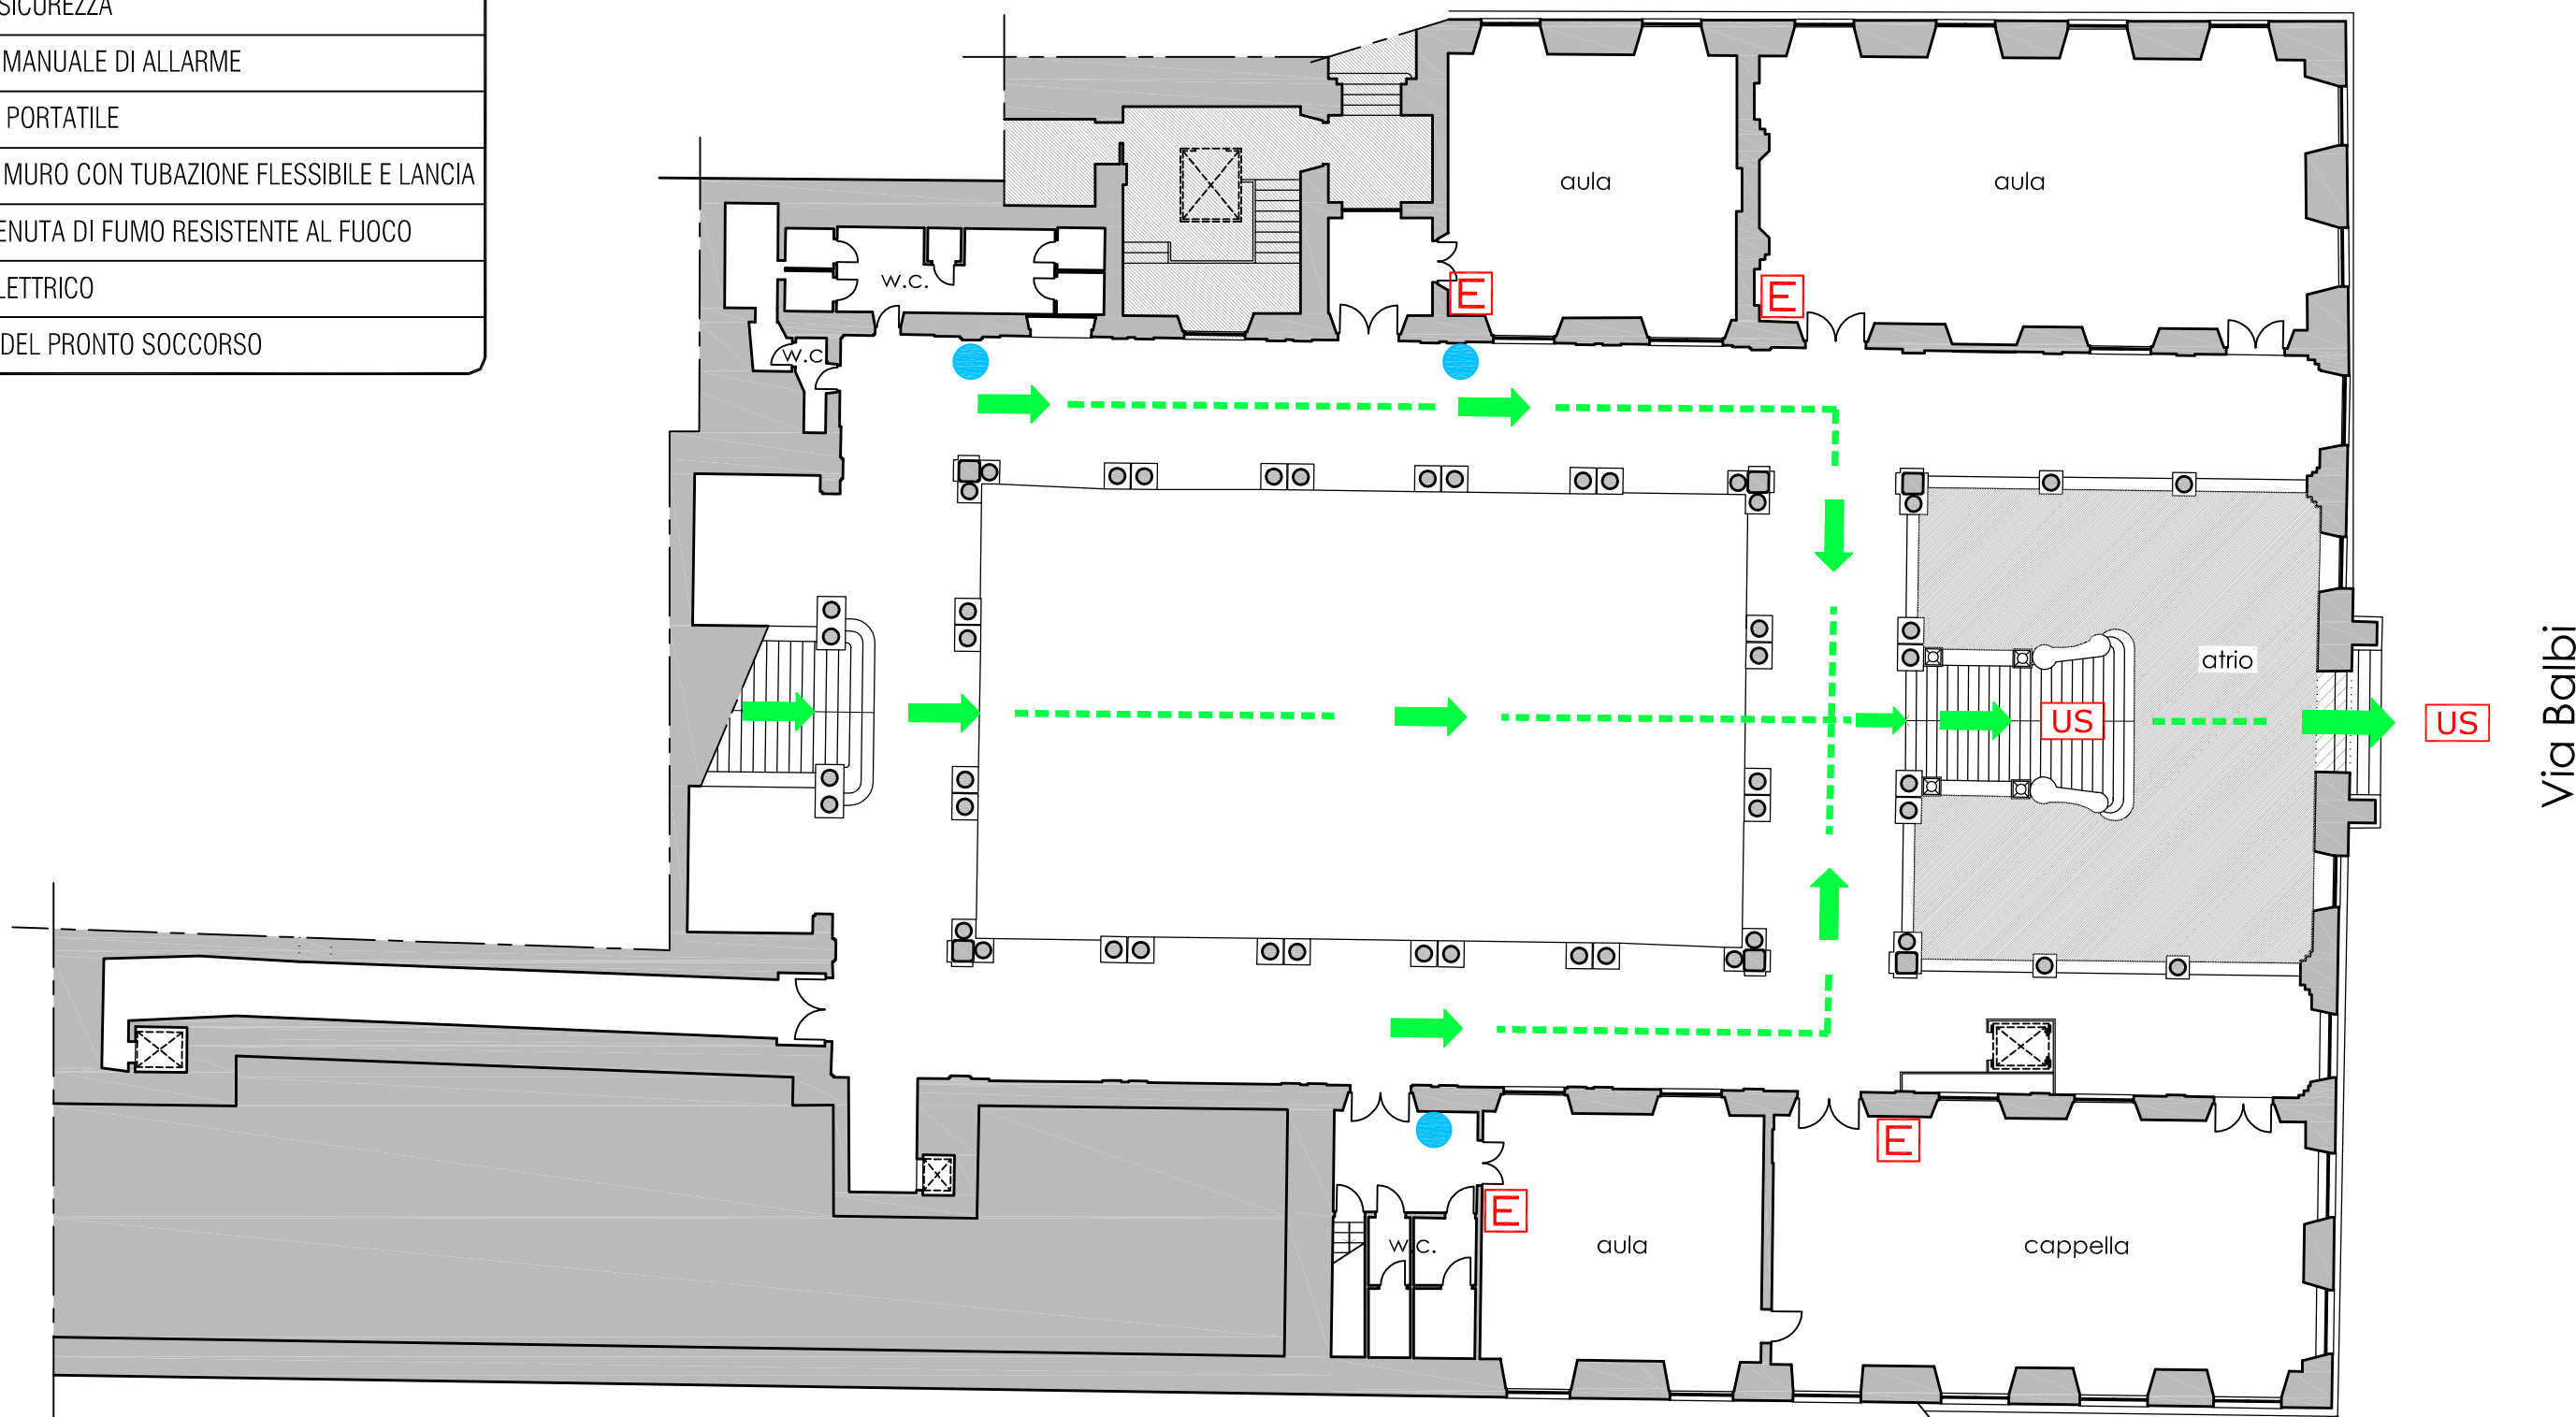 SICUREZZA
MANUALE DI ALLARME
PORTATILE
MURO CON TUBAZIONE FLESSIBILE E LANCIA
ENUTA DI FUMO RESISTENTE AL FUOCO
LETTRICO
DEL PRONTO SOCCORSO
aula
aula
w.c.
E
E
w.c
atrio
US
US
Via Balbi
E
E
w.c.
aula
cappella